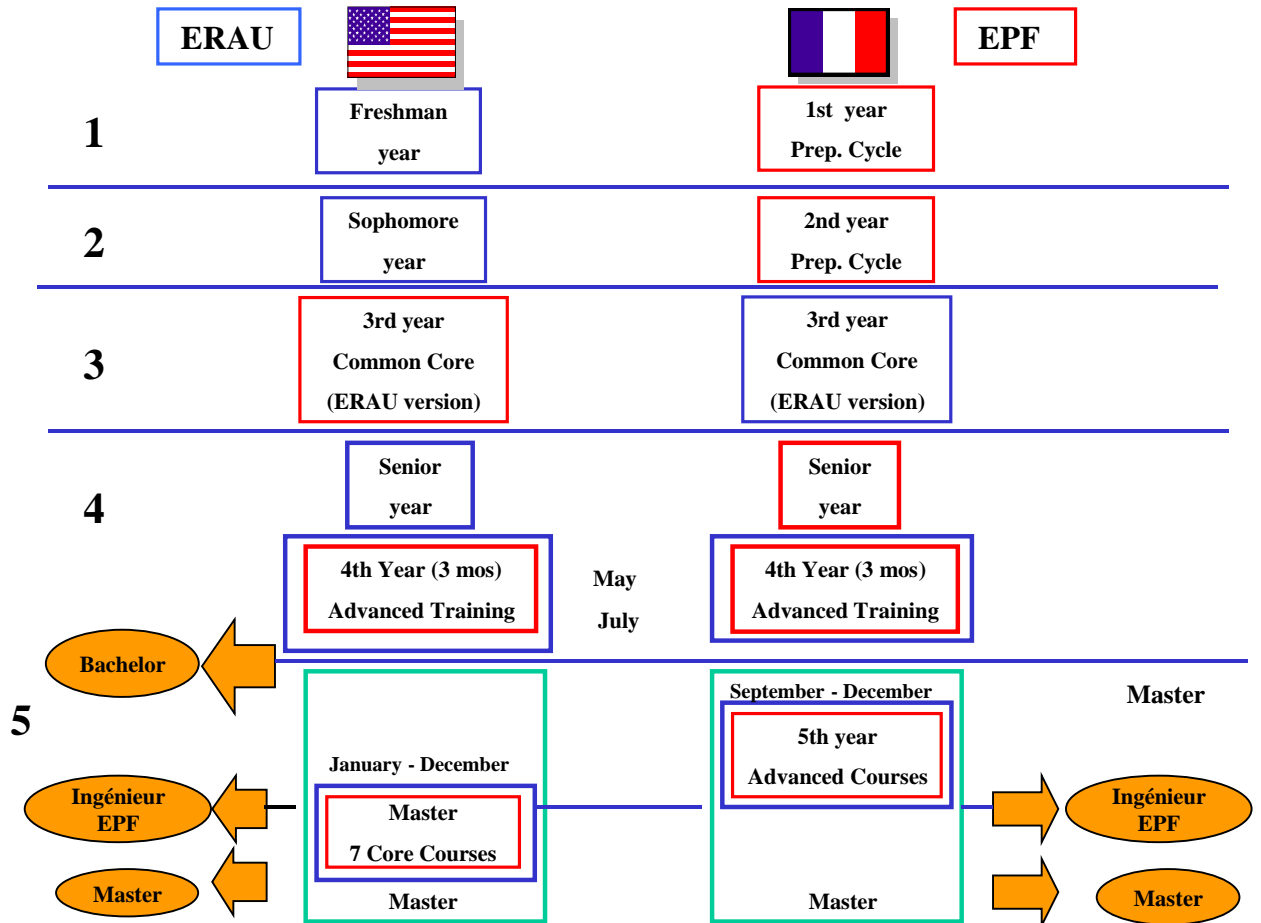 ERAU
EPF
Freshman
year
1st year
Prep. Cycle
1
Sophomore
year
2nd year
Prep. Cycle
2
3rd year
Common Core
(ERAU version)
3rd year
Common Core
(ERAU version)
3
Senior
year
Senior
year
4
4th Year (3 mos)
Advanced Training
May
July
4th Year (3 mos)
Advanced Training
Bachelor
September - December
Master
5
5th year
Advanced Courses
January - December
Ingénieur
EPF
Master
7 Core Courses
Ingénieur
EPF
Master
Master
Master
Master